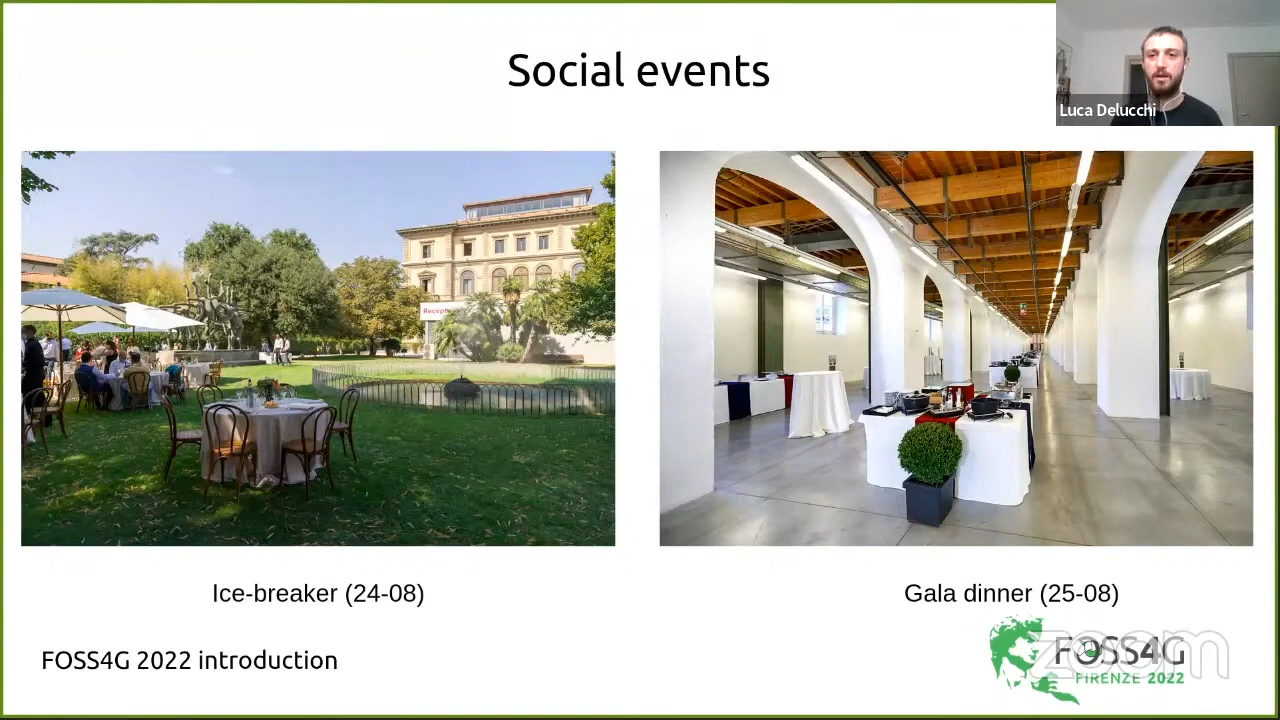 Social events
Luca Delucchi
Recept
Ice-breaker (24-08)
Gala dinner (25-08)
FOSS4G 2022 introduction
FOSS4G
FIRENZE 2022
zoom